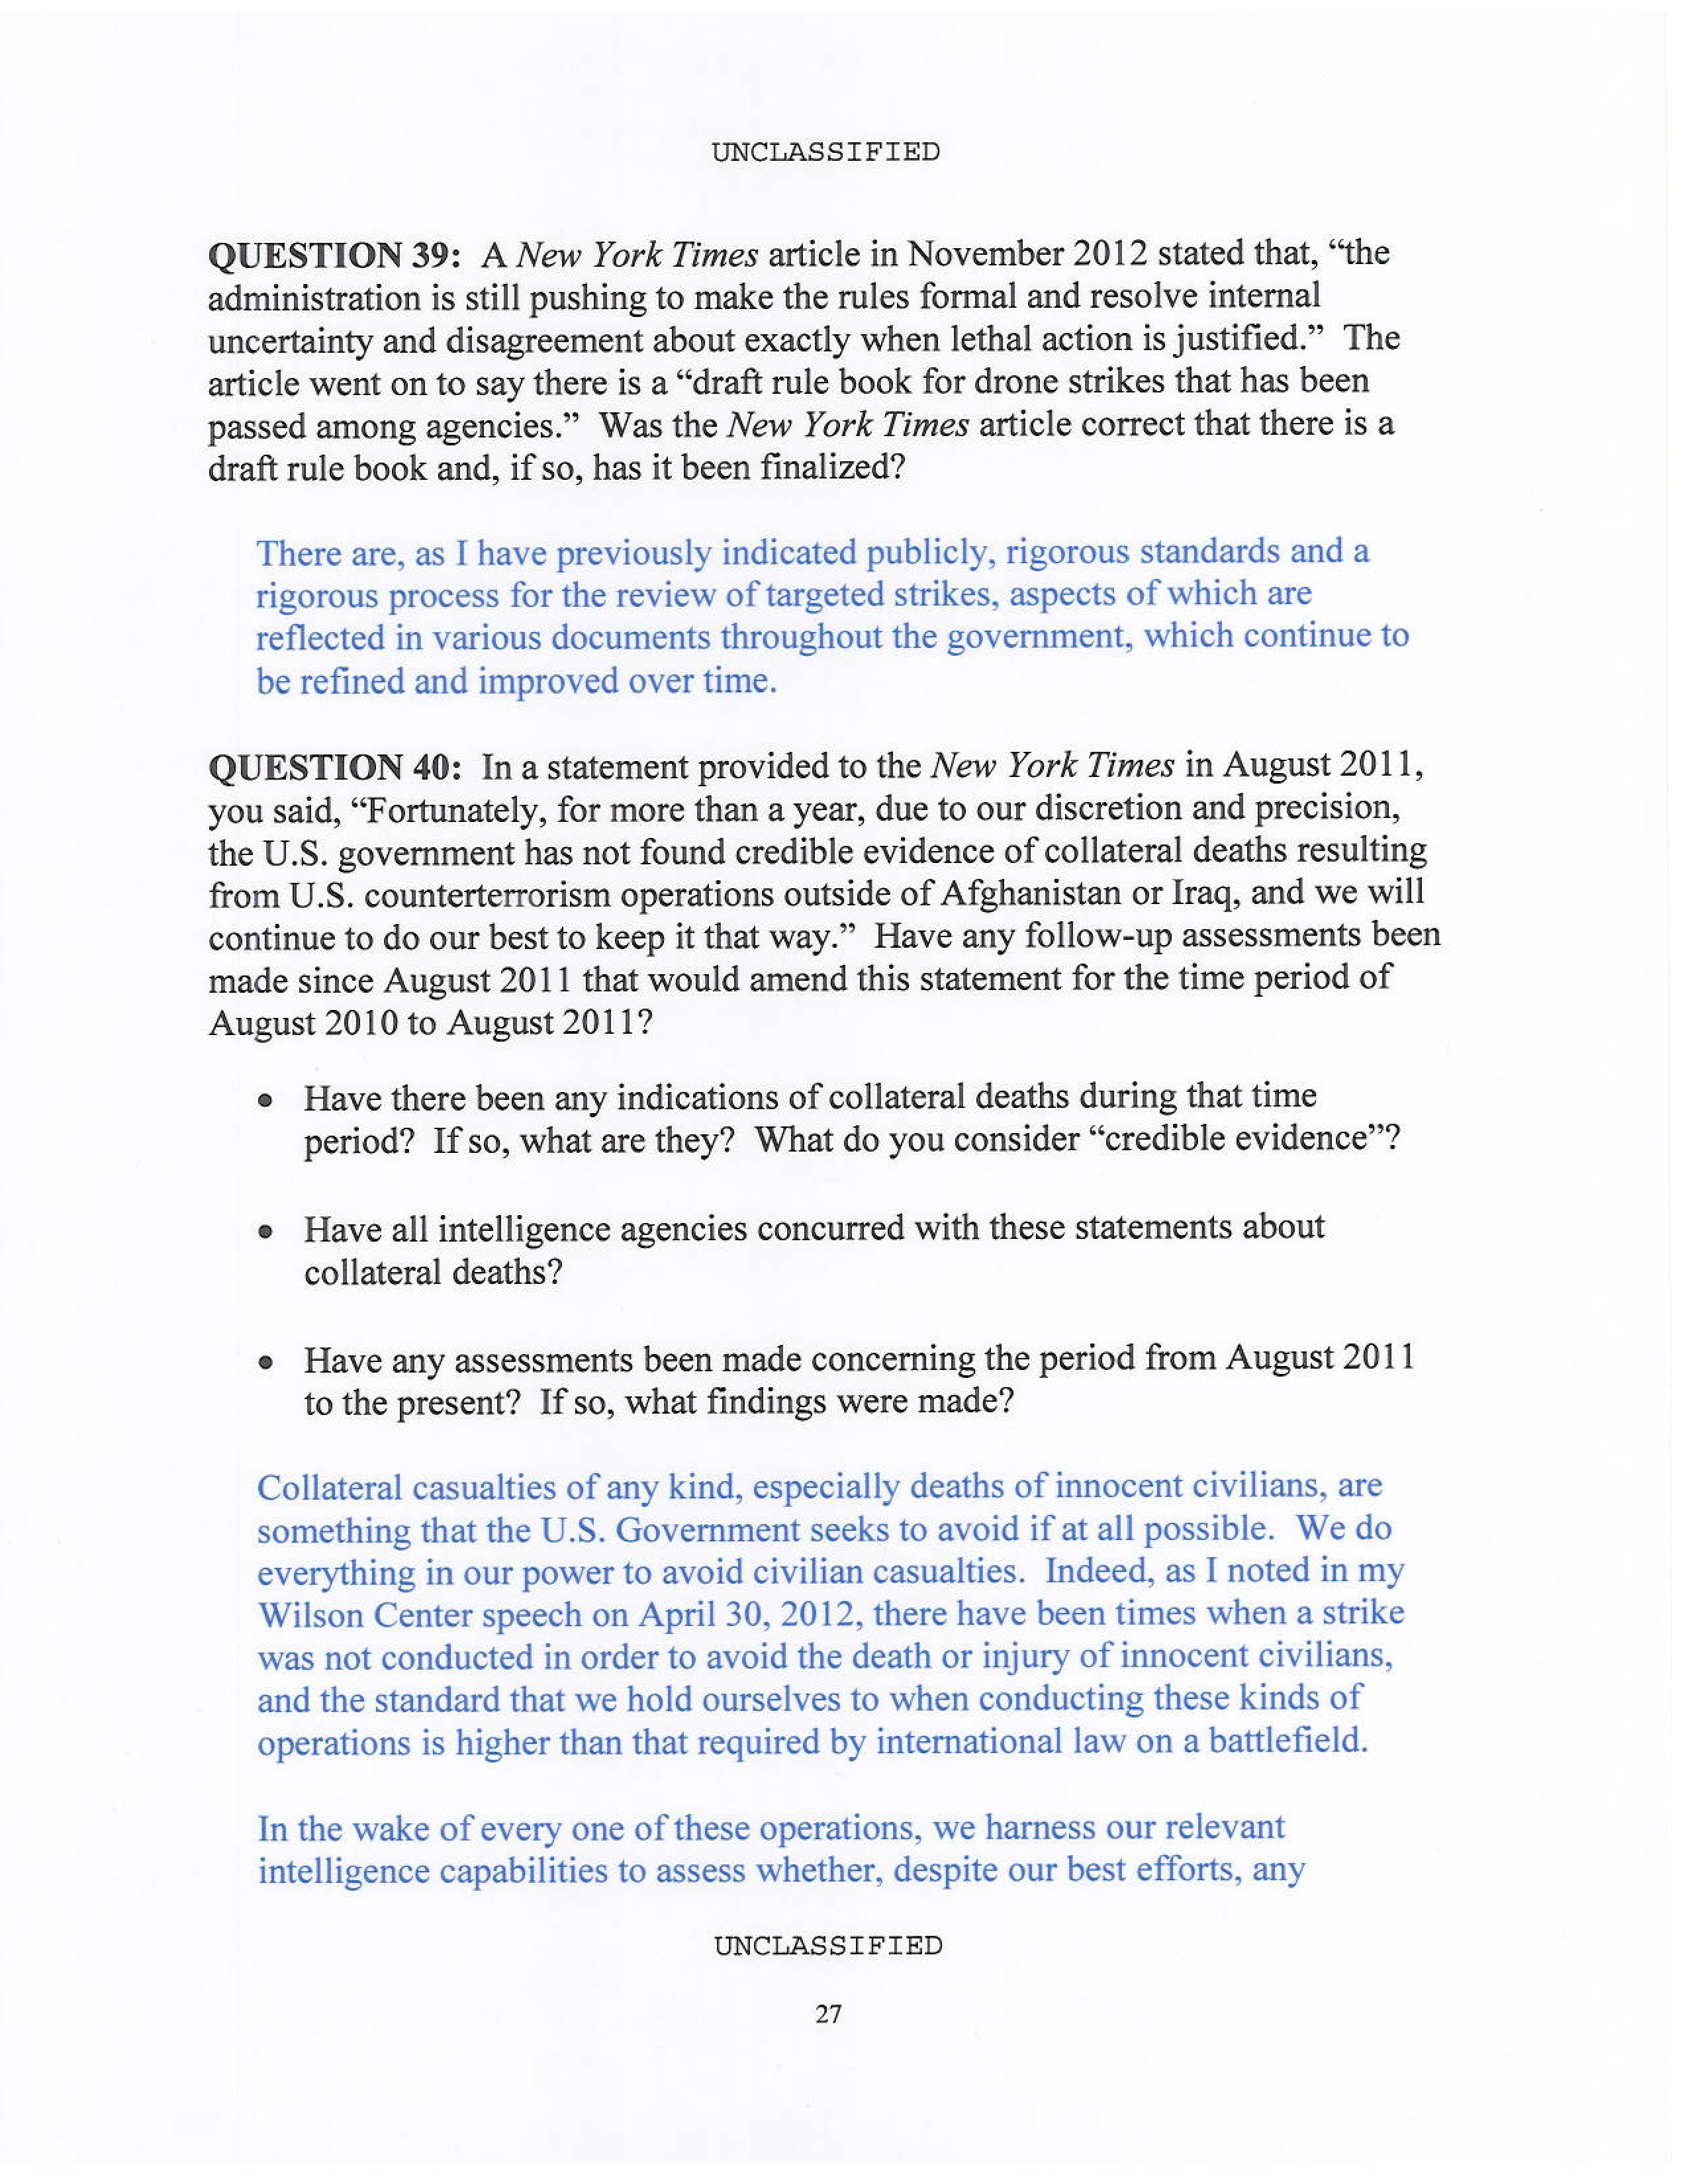 UNCLASSIFIED
QUESTION 39: A New York Times article in November 2012 stated that, “the
administration is still pushing to make the rules formal and resolve internal
uncertainty and disagreement about exactly when lethal action is justified.” The
article went on to say there is a “draft rule book for drone strikes that has been
passed among agencies.” Was the New York Times article correct that there is a
draft rule book and, if so, has it been finalized?
There are, as I have previously indicated publicly, rigorous standards and a
rigorous process for the review of targeted strikes, aspects of which are
reflected in various documents throughout the government, which continue to
be refined and improved over time.
QUESTION 40: In a statement provided to the New York Times in August 2011,
you said, “Fortunately, for more than a year, due to our discretion and precision,
the U.S. government has not found credible evidence of collateral deaths resulting
from U.S. counterterrorism operations outside of Afghanistan or Iraq, and we will
continue to do our best to keep it that way.” Have any follow-up assessments been
made since August 2011 that would amend this statement for the time period of
August 2010 to August 2011?
• Have there been any indications of collateral deaths during that time
period? If so, what are they? What do you consider “credible evidence”?
• Have all intelligence agencies concurred with these statements about
collateral deaths?
• Have any assessments been made concerning the period from August 2011
to the present? If so, what findings were made?
Collateral casualties of any kind, especially deaths of innocent civilians, are
something that the U.S. Government seeks to avoid if at all possible. We do
everything in our power to avoid civilian casualties. Indeed, as I noted in my
Wilson Center speech on April 30, 2012, there have been times when a strike
was not conducted in order to avoid the death or injury of innocent civilians,
and the standard that we hold ourselves to when conducting these kinds of
operations is higher than that required by international law on a battlefield.
In the wake of every one of these operations, we harness our relevant
intelligence capabilities to assess whether, despite our best efforts, any
UNCLASSIFIED
27